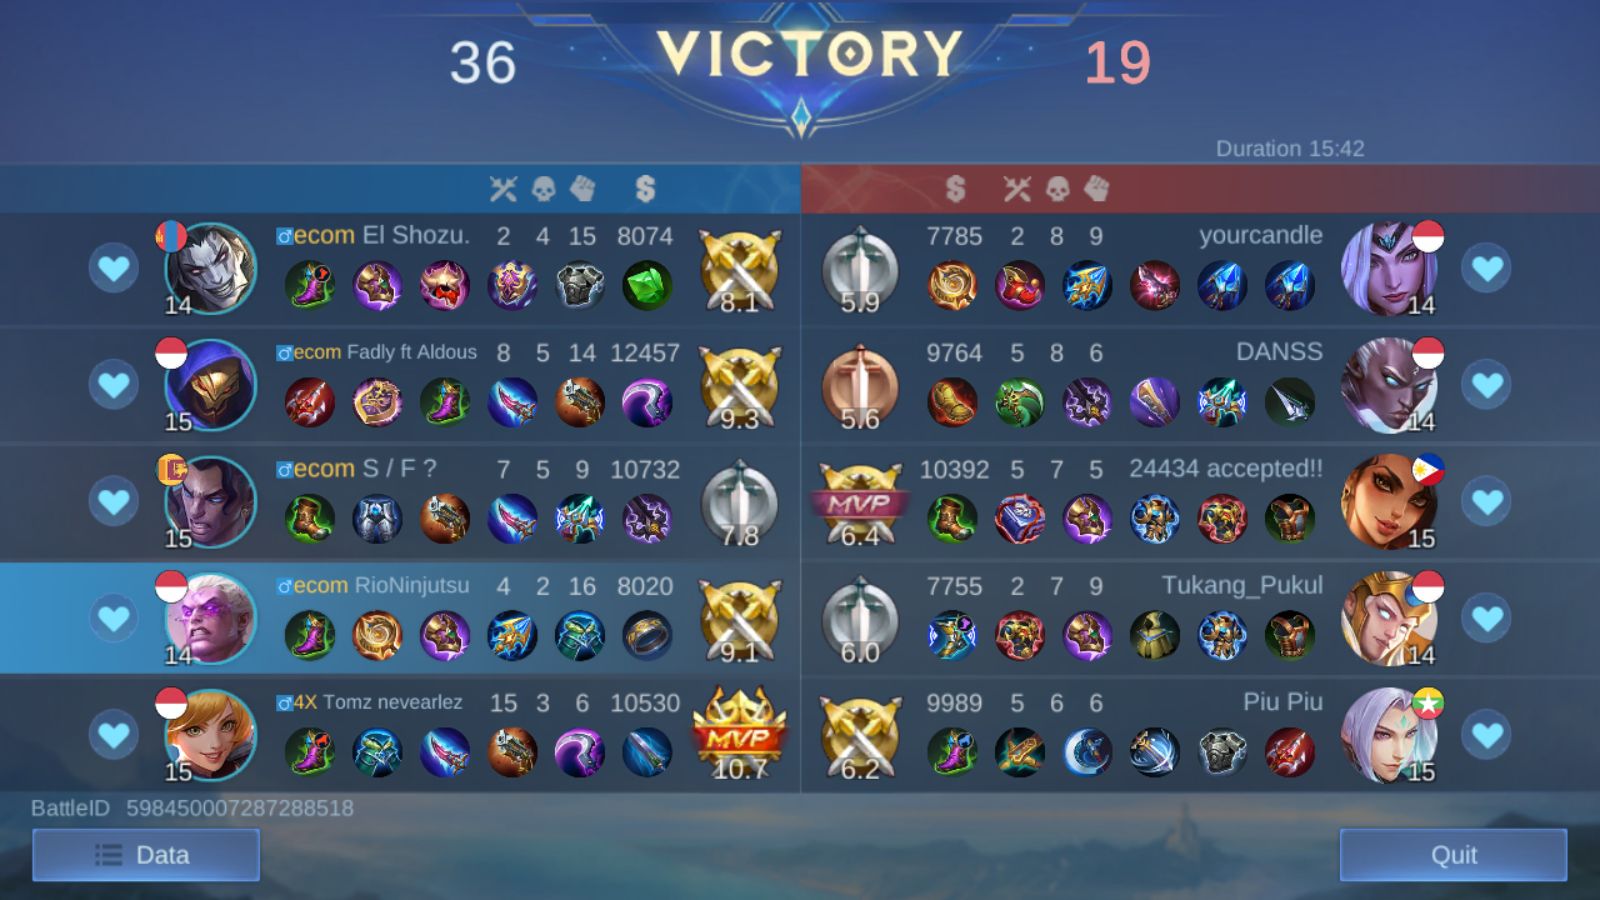 36 VICTORY 19
Duration 15:42
ecom El Shozu. 2 4 15 8074 8.1 14
5.9 7785 2 8 9 yourcandle 14
ecom Fadly ft Aldous 8 5 14 12457 9.3 15
5.6 9764 5 8 6 DANSS 14
ecom S / F ? 7 5 9 10732 7.8 15
MVP 6.4 10392 5 7 5 24434 accepted!! 15
ecom RioNinjutsu 4 2 16 8020 9.1 14
6.0 7755 2 7 9 Tukang_Pukul 14
4X Tomz nevearlez 15 3 6 10530 MVP 10.7 15
6.2 9989 5 6 6 Piu Piu 15
BattleID 598450007287288518
Data
Quit